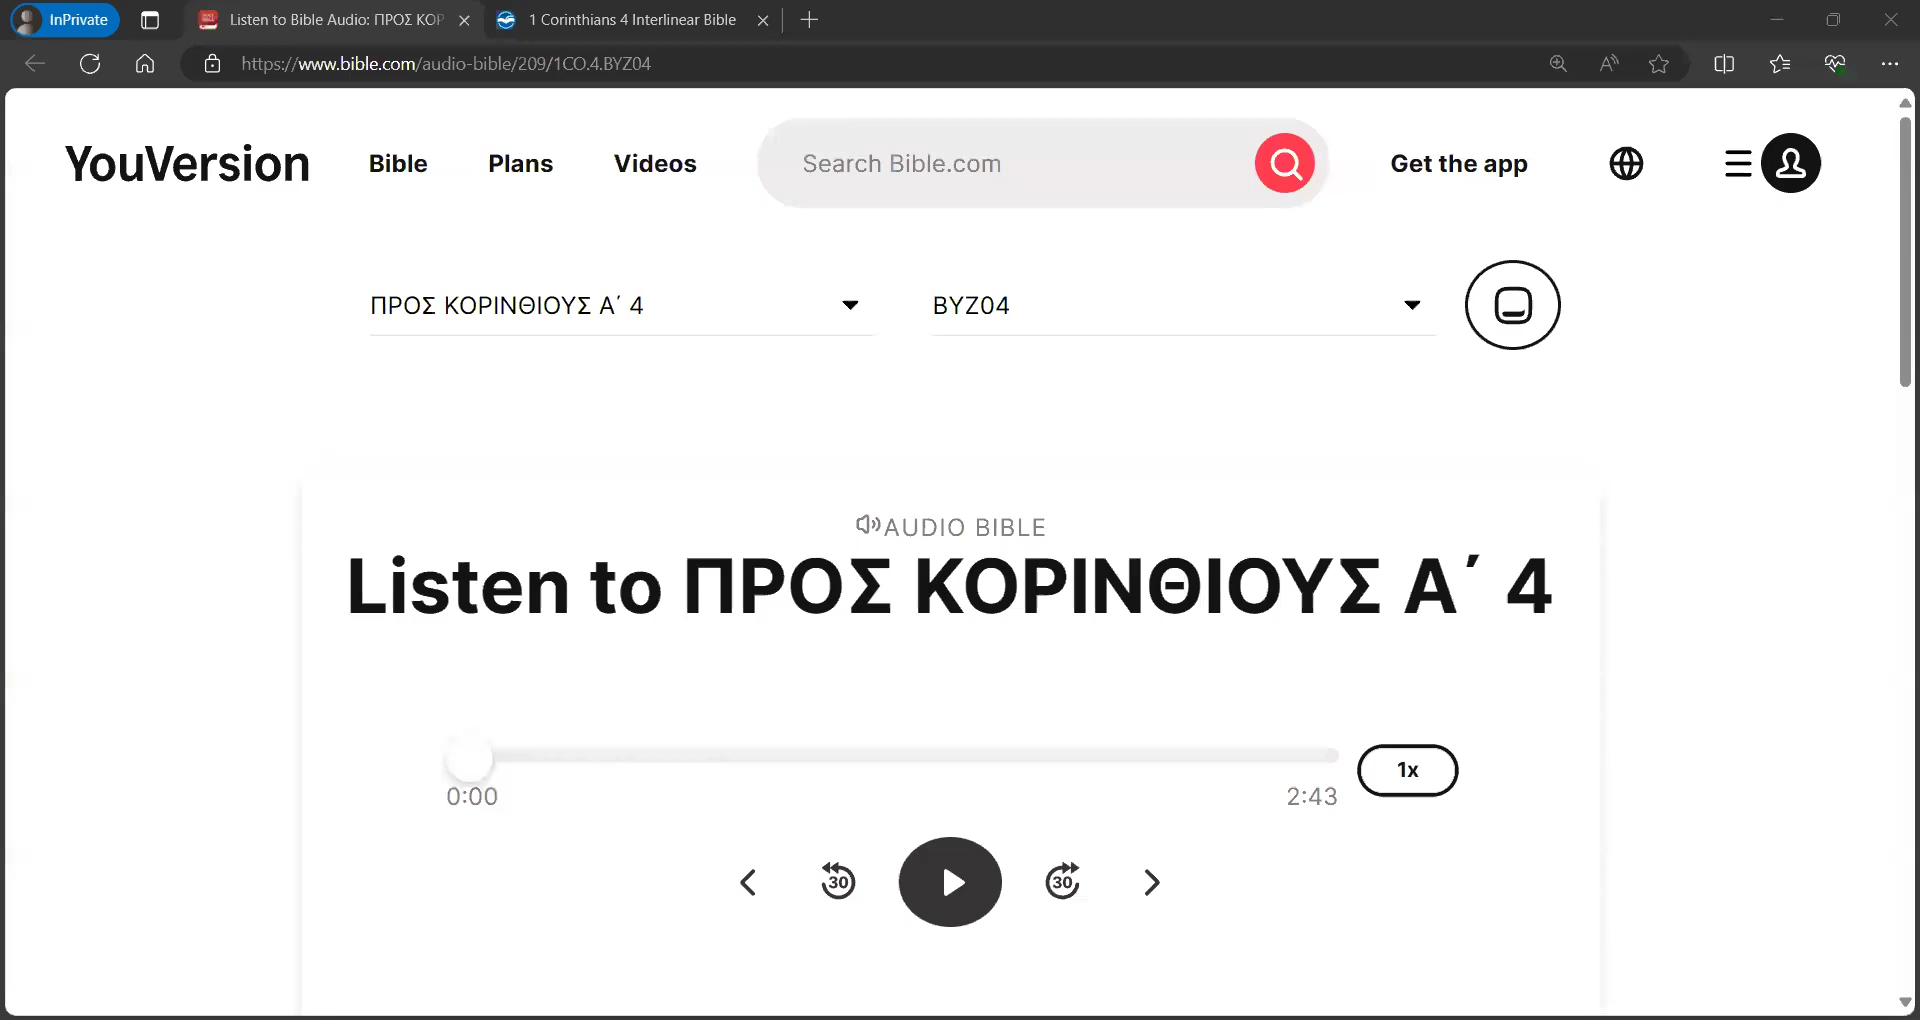 InPrivate
Listen to Bible Audio: ΠΡΟΣ ΚΟΡ
1 Corinthians 4 Interlinear Bible
https://www.bible.com/audio-bible/209/1CO.4.BYZ04
YouVersion
Bible
Plans
Videos
Search Bible.com
Get the app
ΠΡΟΣ ΚΟΡΙΝΘΙΟΥΣ Α΄ 4
BYZ04
AUDIO BIBLE
Listen to ΠΡΟΣ ΚΟΡΙΝΘΙΟΥΣ Α΄ 4
1x
0:00
2:43
30
30